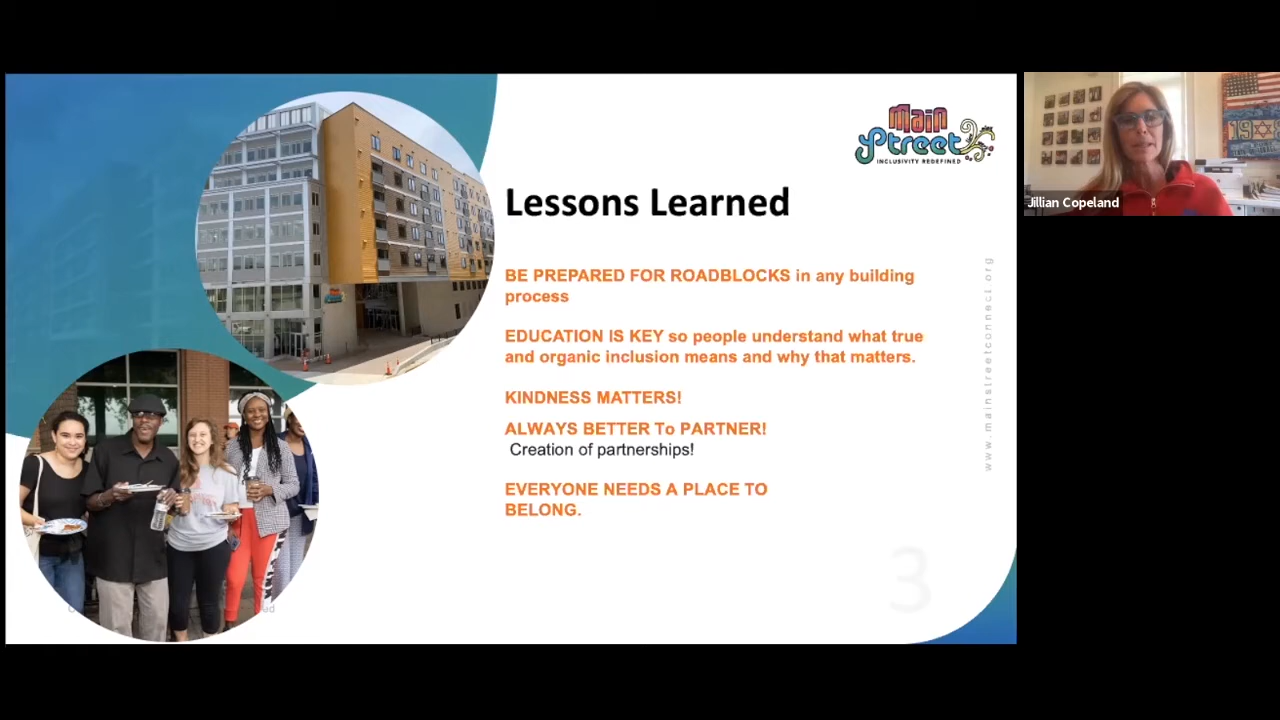 Main
Street
INCLUSIVITY REDEFINED
Jillian Copeland
Lessons Learned
BE PREPARED FOR ROADBLOCKS in any building
process
EDUCATION IS KEY so people understand what true
and organic inclusion means and why that matters.
KINDNESS MATTERS!
ALWAYS BETTER To PARTNER!
Creation of partnerships!
EVERYONE NEEDS A PLACE TO
BELONG.
www.mainstreetconnect.org
3